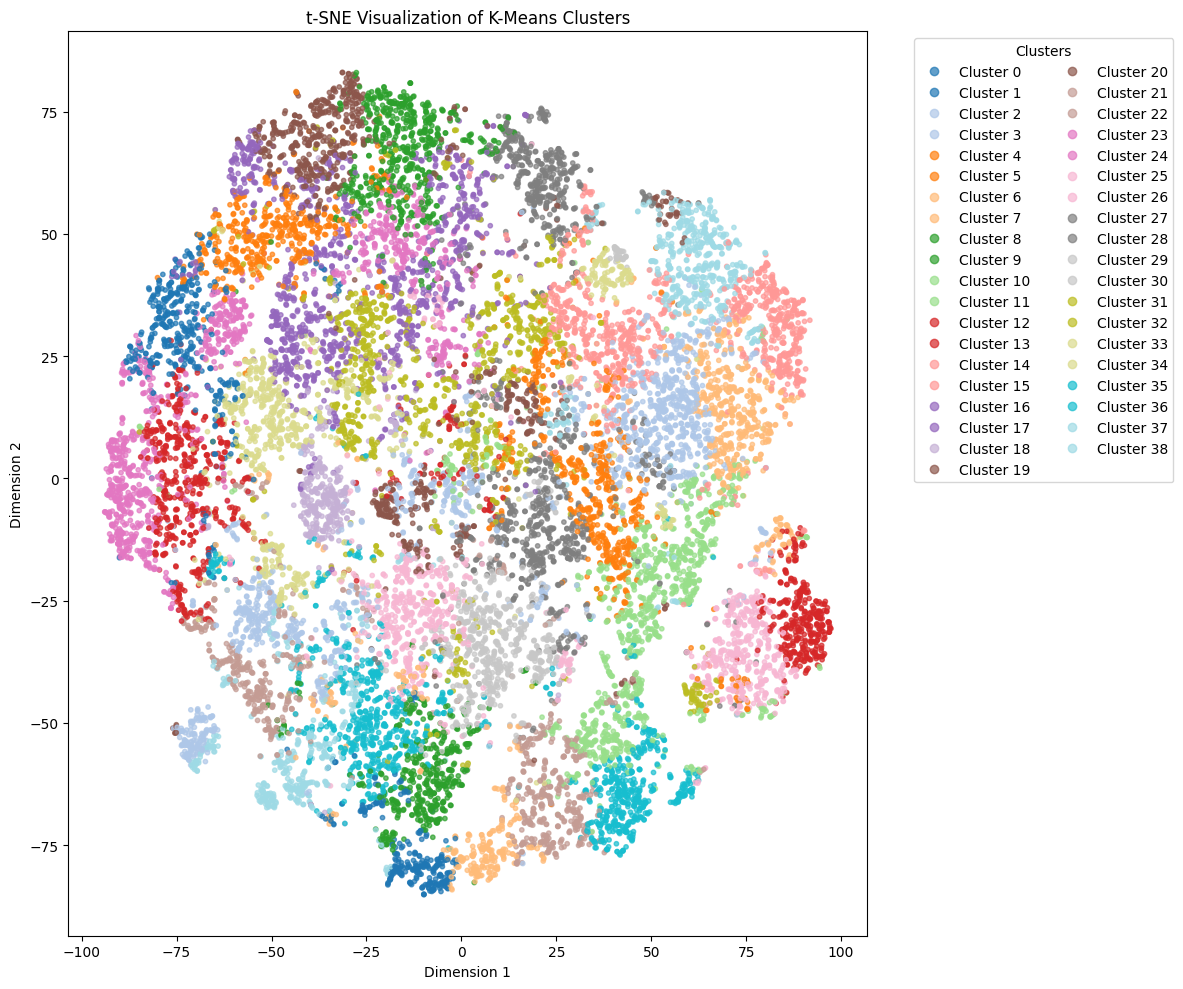 t-SNE Visualization of K-Means Clusters
75
50
25
0
−25
−50
−75
Dimension 2
−100
−75
−50
−25
0
25
50
75
100
Dimension 1
Clusters
Cluster 0
Cluster 1
Cluster 2
Cluster 3
Cluster 4
Cluster 5
Cluster 6
Cluster 7
Cluster 8
Cluster 9
Cluster 10
Cluster 11
Cluster 12
Cluster 13
Cluster 14
Cluster 15
Cluster 16
Cluster 17
Cluster 18
Cluster 19
Cluster 20
Cluster 21
Cluster 22
Cluster 23
Cluster 24
Cluster 25
Cluster 26
Cluster 27
Cluster 28
Cluster 29
Cluster 30
Cluster 31
Cluster 32
Cluster 33
Cluster 34
Cluster 35
Cluster 36
Cluster 37
Cluster 38